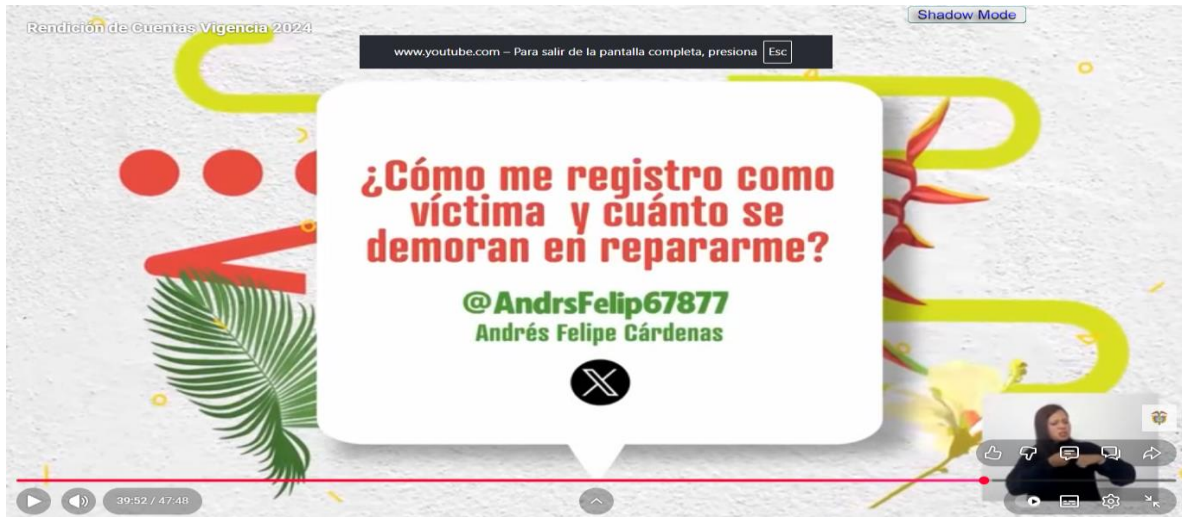 Rendición de Cuentas Vigencia 2024
Shadow Mode
www.youtube.com – Para salir de la pantalla completa, presiona Esc
¿Cómo me registro como
víctima y cuánto se
demoran en repararme?
@AndrsFelip67877
Andrés Felipe Cárdenas
X
39:52 / 47:48